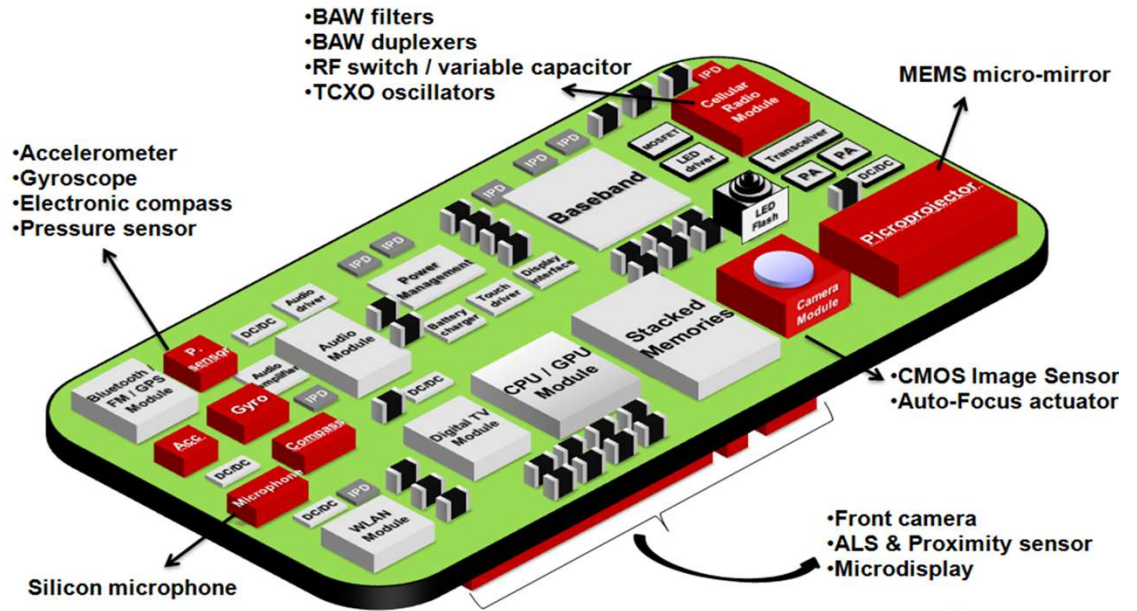 •BAW filters
•BAW duplexers
•RF switch / variable capacitor
•TCXO oscillators
MEMS micro-mirror
•Accelerometer
•Gyroscope
•Electronic compass
•Pressure sensor
IPD
Cellular
Radio
Module
MOSFET
LED
driver
Transceiver
PA
PA
DC/DC
IPD
IPD
IPD
Baseband
LED
Flash
Picroprojector
IPD
IPD
Power
Management
Display
interface
Touch
driver
Battery
charger
Camera
Module
Stacked
Memories
Audio
driver
DC/DC
Audio
Module
CPU / GPU
Module
P.
sensor
Audio
amplifier
Bluetooth /
FM / GPS
Module
DC/DC
IPD
Gyro
Digital TV
Module
Acc.
Compass
DC/DC
Microphone
IPD
DC/DC
WLAN
Module
•CMOS Image Sensor
•Auto-Focus actuator
•Front camera
•ALS & Proximity sensor
•Microdisplay
Silicon microphone